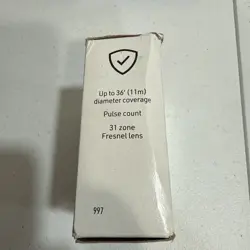 Up to 36' (11m)
diameter coverage
Pulse count
31 zone
Fresnel lens
997